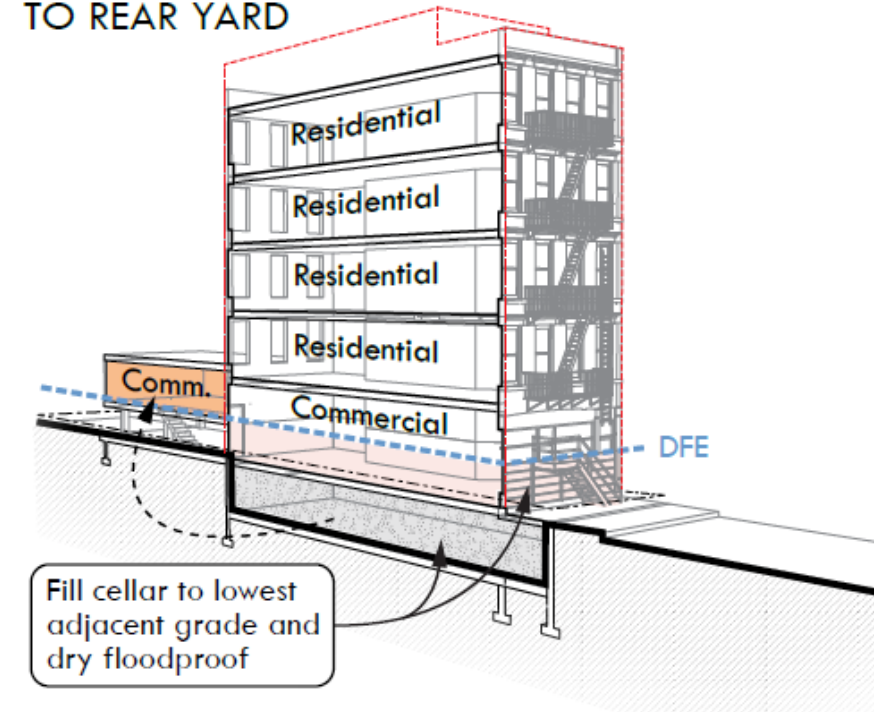 TO REAR YARD
Residential
Residential
Residential
Residential
Comm.
Commercial
DFE
Fill cellar to lowest
adjacent grade and
dry floodproof